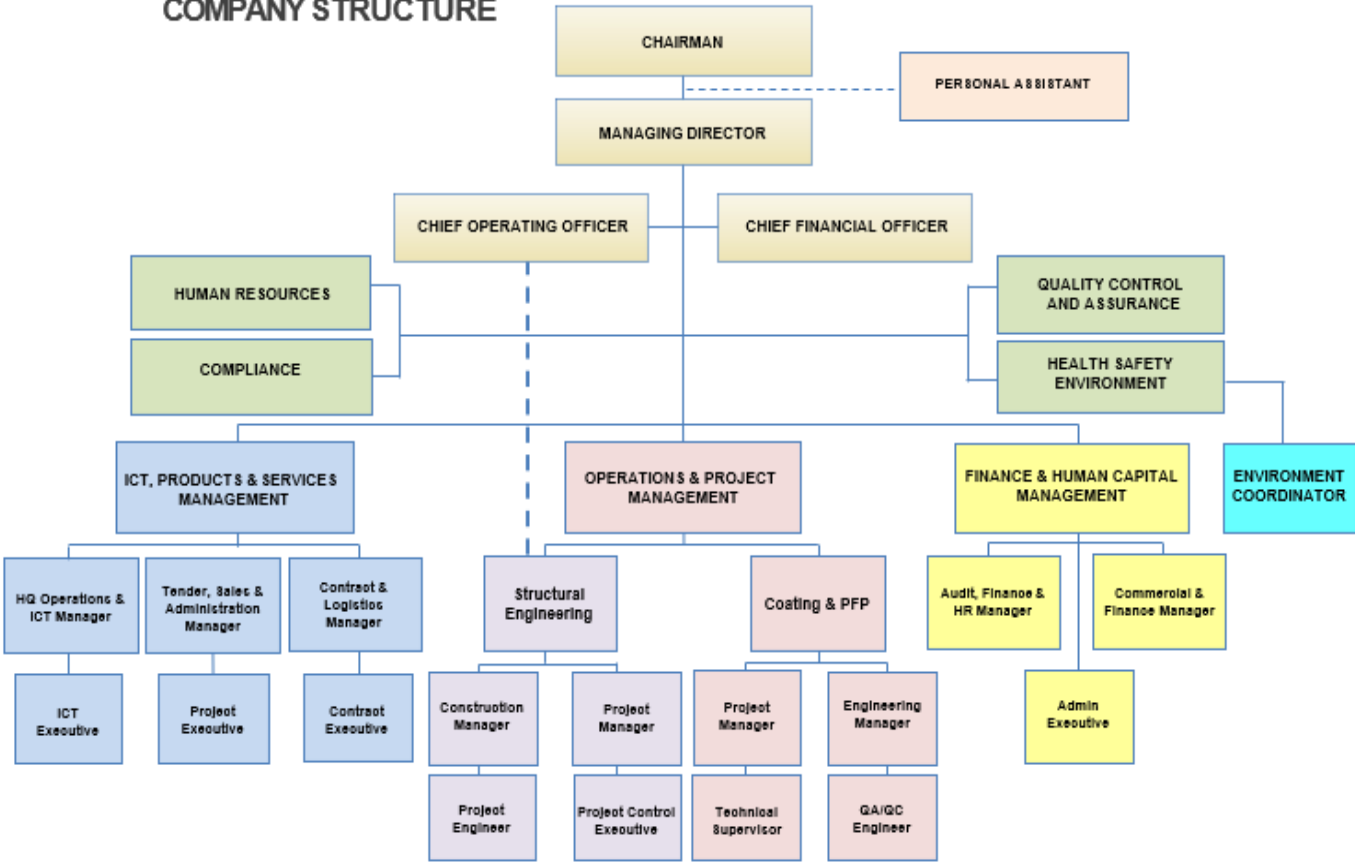 COMPANY STRUCTURE
CHAIRMAN
PERSONAL ASSISTANT
MANAGING DIRECTOR
CHIEF OPERATING OFFICER
CHIEF FINANCIAL OFFICER
HUMAN RESOURCES
QUALITY CONTROL
AND ASSURANCE
COMPLIANCE
HEALTH SAFETY
ENVIRONMENT
ICT, PRODUCTS & SERVICES
MANAGEMENT
OPERATIONS & PROJECT
MANAGEMENT
FINANCE & HUMAN CAPITAL
MANAGEMENT
ENVIRONMENT
COORDINATOR
HQ Operations &
ICT Manager
Tender, Sales &
Administration
Manager
Contract &
Logistics
Manager
Structural
Engineering
Coating & PFP
Audit, Finance &
HR Manager
Commercial &
Finance Manager
ICT
Executive
Project
Executive
Contract
Executive
Construction
Manager
Project
Manager
Project
Manager
Engineering
Manager
Admin
Executive
Project
Engineer
Project Control
Executive
Technical
Supervisor
QA/QC
Engineer